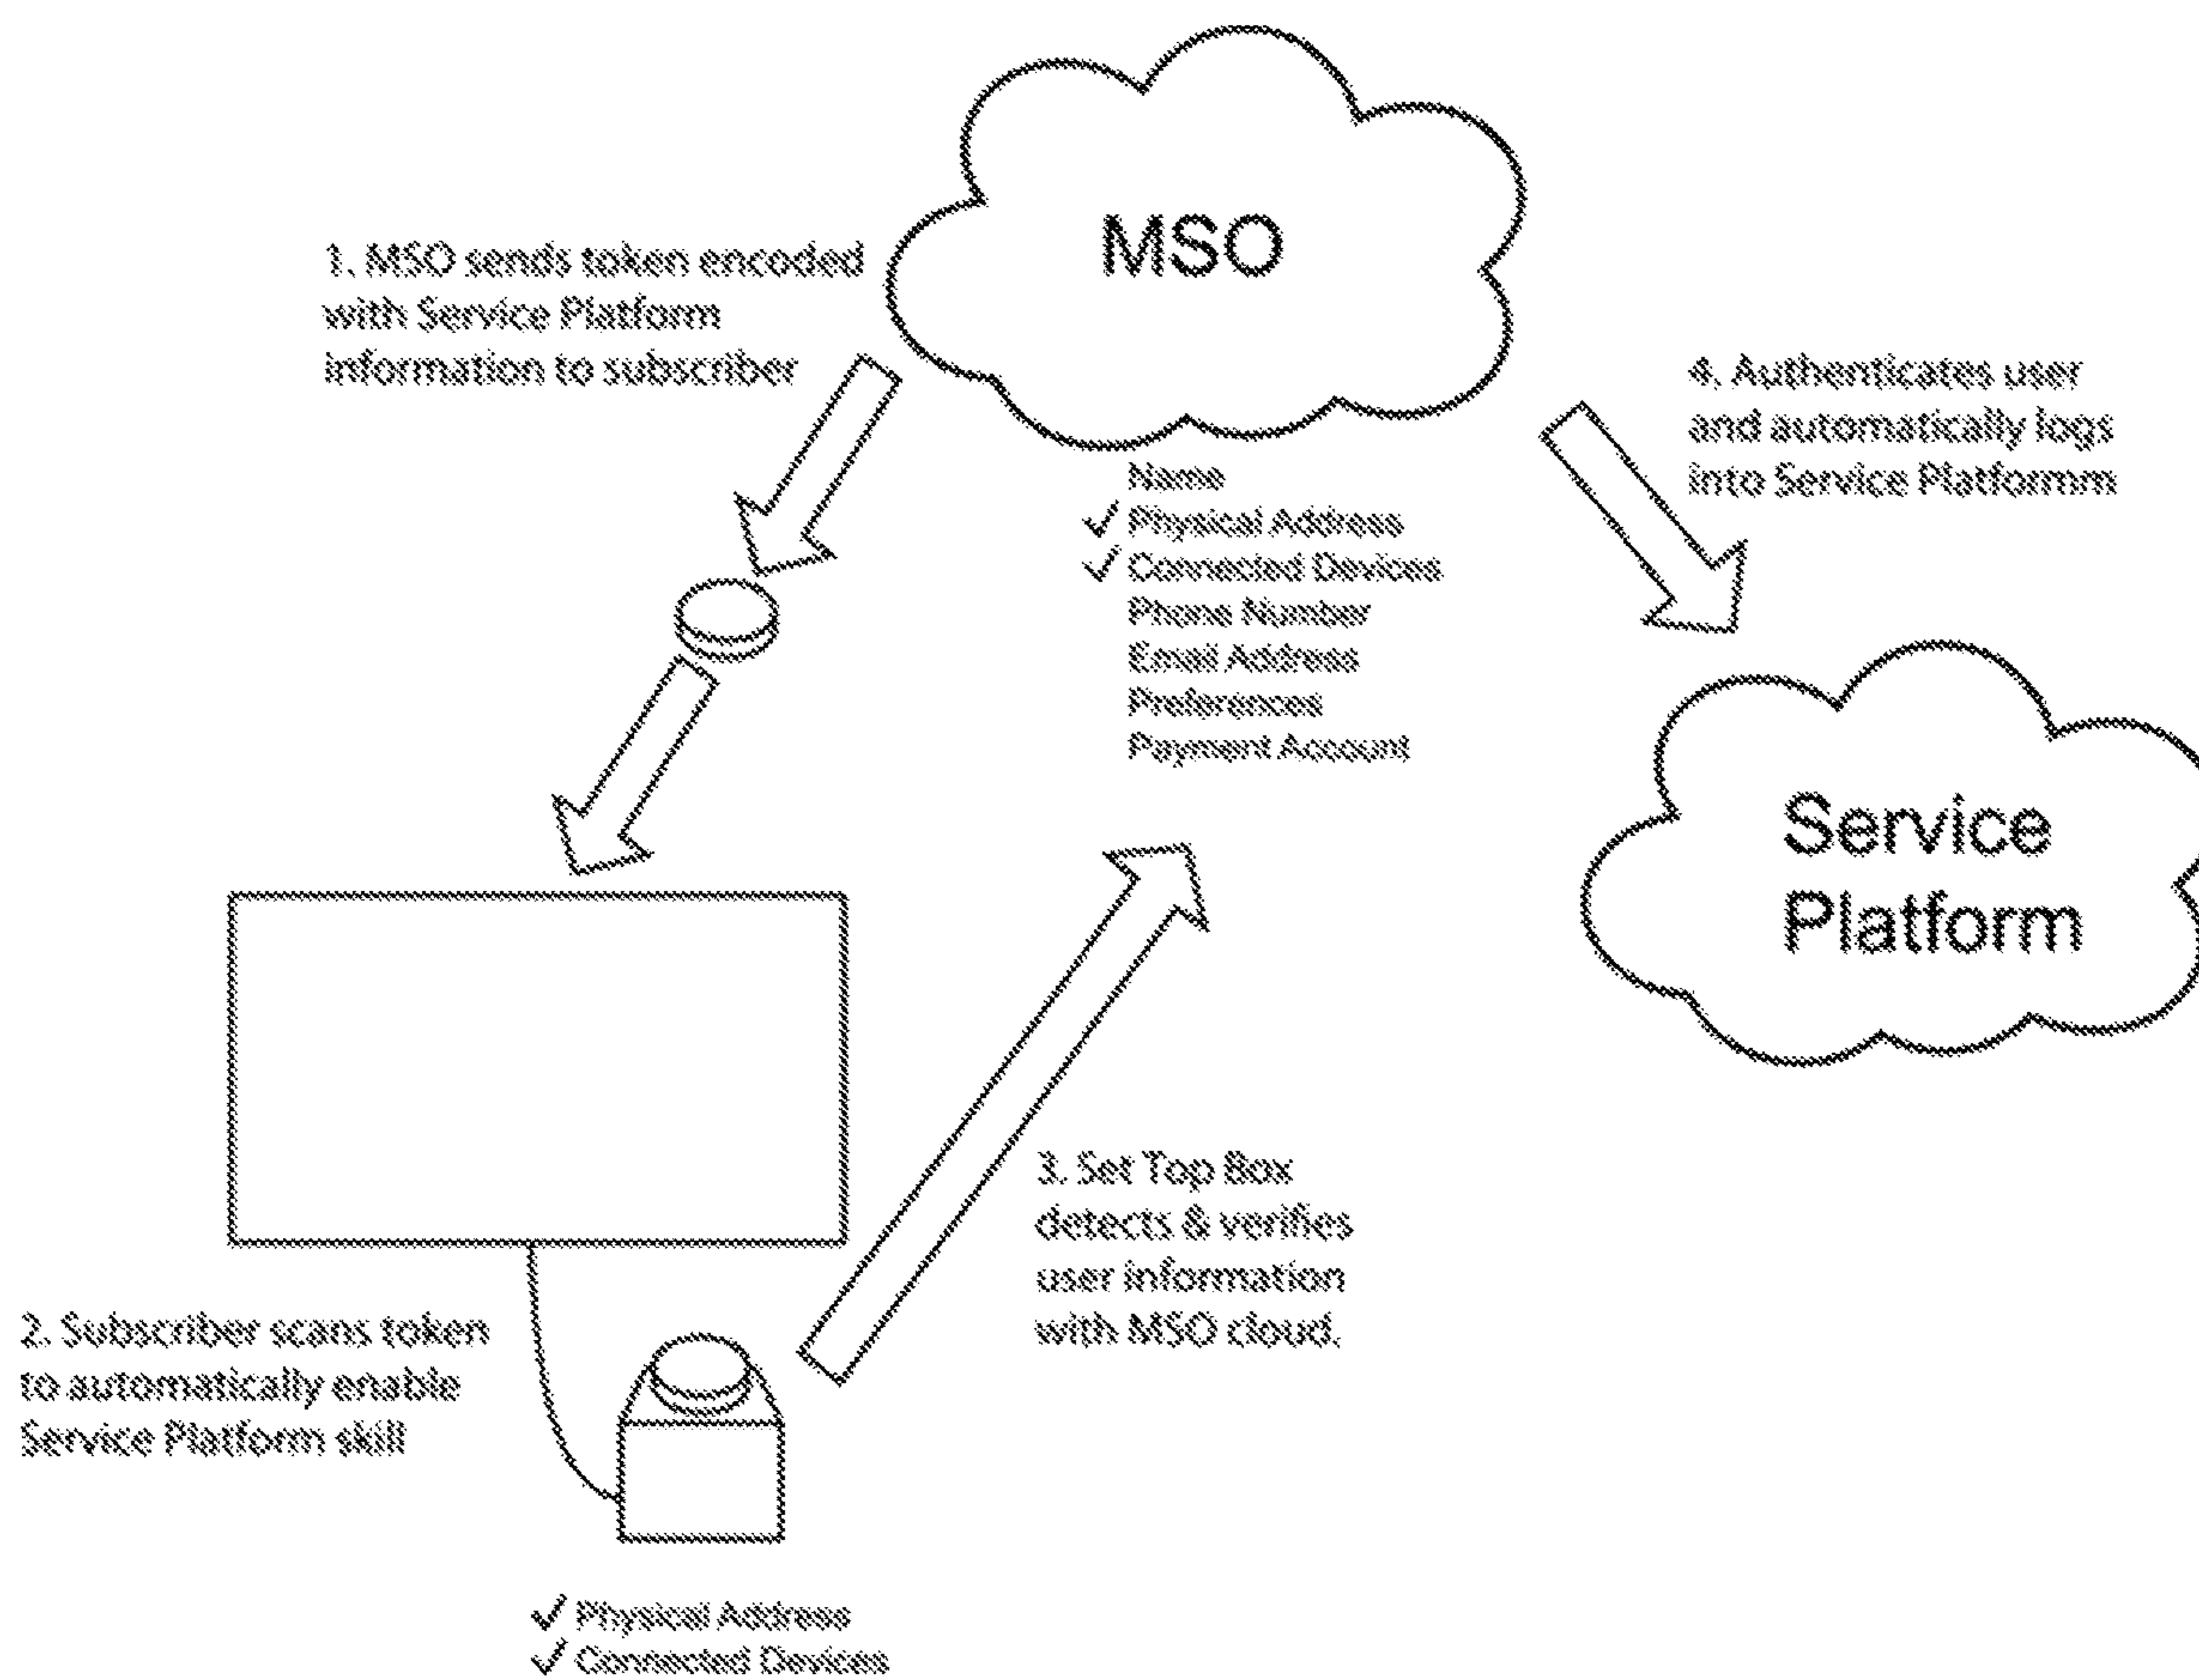 MSO
1. MSO sends token encoded
with Service Platform
information to subscriber
4. Authenticates user
and automatically logs
into Service Platformm
Name
✓ Physical Address
✓ Connected Devices
Phone Number
Email Address
Preferences
Payment Account
Service
Platform
3. Set Top Box
detects & verifies
user information
with MSO cloud.
2. Subscriber scans token
to automatically enable
Service Platform skill
✓ Physical Address
✓ Connected Devices